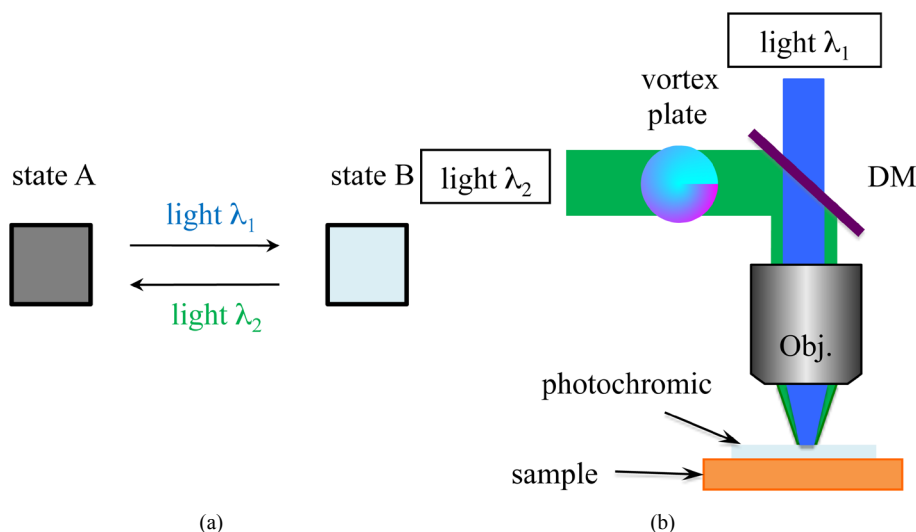 state A
state B
light λ1
light λ2
(a)
light λ1
vortex
plate
light λ2
DM
Obj.
photochromic
sample
(b)